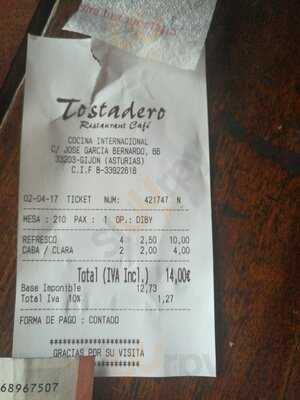 Tostadero
Restaurant Café
COCINA INTERNACIONAL
C/ JOSE GARCIA BERNARDO, 66
33203-GIJON (ASTURIAS)
C.I.F B-33922618
02-04-17 TICKET NUM: 421747 N
MESA : 210 PAX : 1 OP.: DIBY
REFRESCO 4 2,50 10,00
CAÑA / CLARA 2 2,00 4,00
Total (IVA Incl.) 14,00€
Base Imponible 12,73
Total Iva 10% 1,27
FORMA DE PAGO : CONTADO
*********************
GRACIAS POR SU VISITA
*********************
68967507